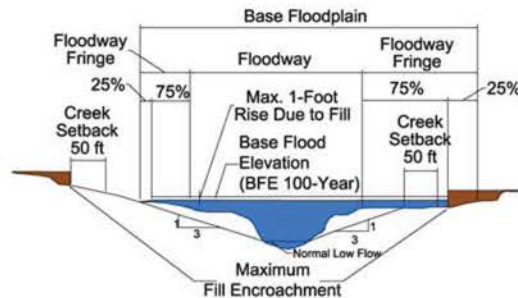 Base Floodplain
Floodway
Fringe
Floodway
Floodway
Fringe
25%
75%
75%
25%
Creek
Setback
50 ft
Max. 1-Foot
Rise Due to Fill
Base Flood
Elevation
(BFE 100-Year)
Creek
Setback
50 ft
1
3
1
3
Normal Low Flow
Maximum
Fill Encroachment